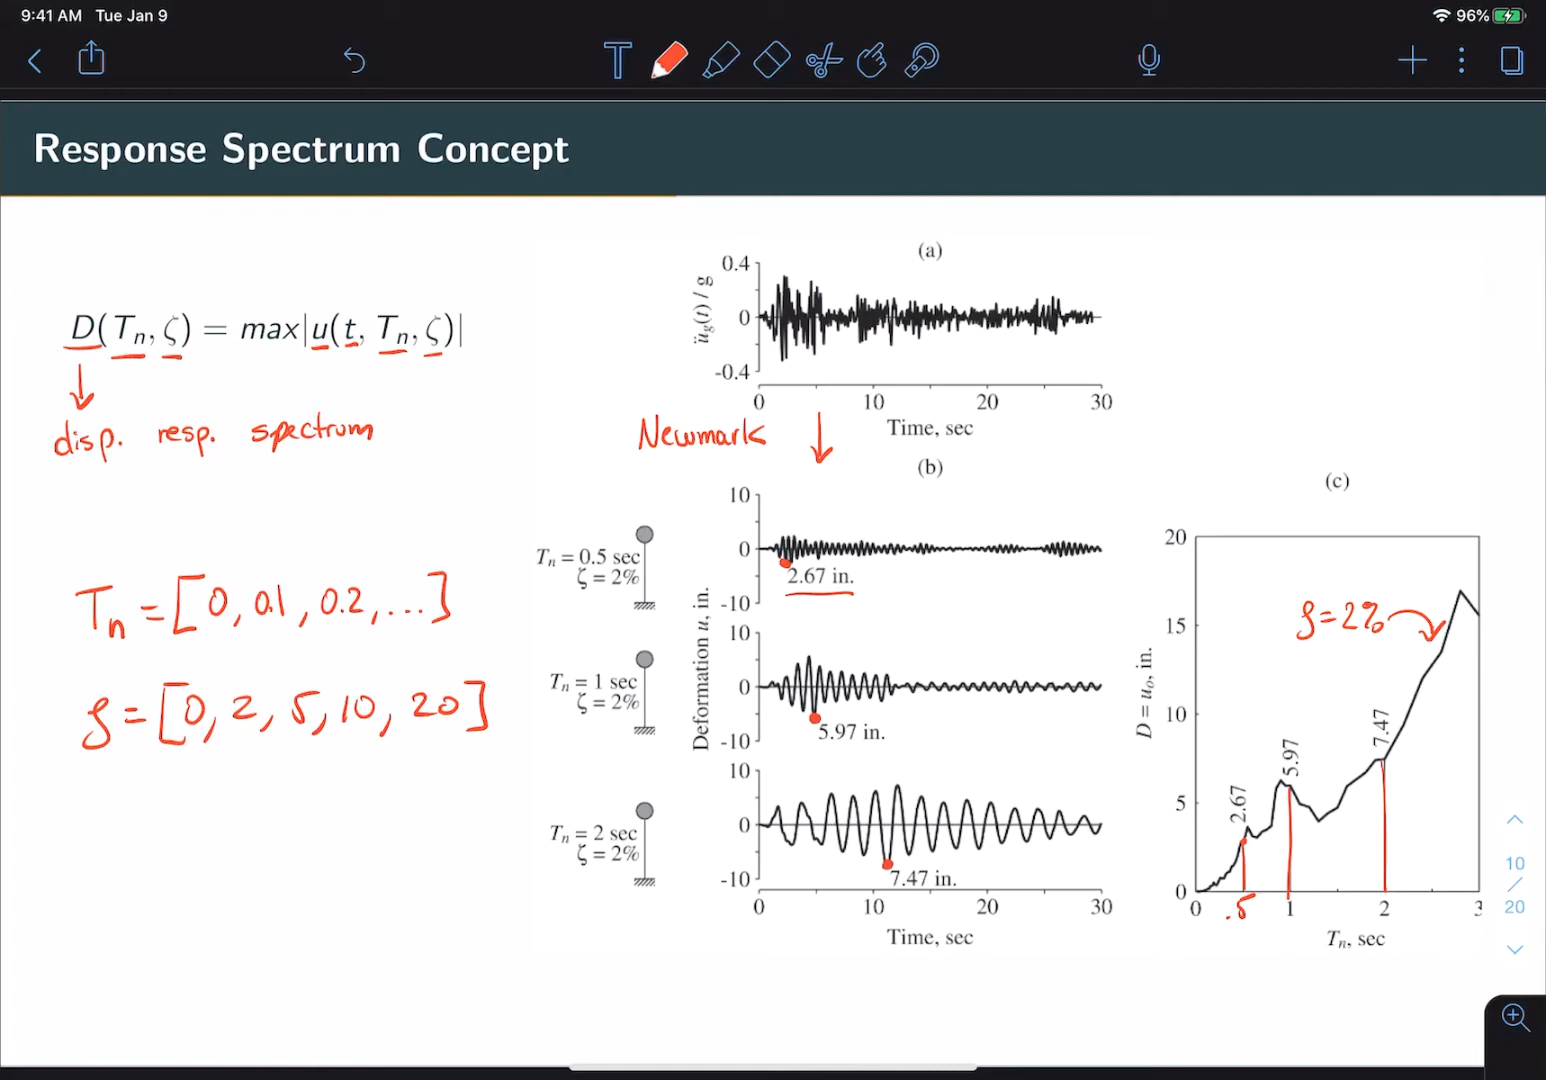 9:41 AM Tue Jan 9
96%
Response Spectrum Concept
D(Tn, ζ) = max|u(t, Tn, ζ)|
disp. resp. spectrum
Tn = [0, 0.1, 0.2, ...]
ζ = [0, 2, 5, 10, 20]
(a)
üg(t) / g
0.4
0
-0.4
0 10 20 30
Time, sec
Newmark
(b)
Deformation u, in.
Tn = 0.5 sec
ζ = 2%
10
0
-10
2.67 in.
Tn = 1 sec
ζ = 2%
10
0
-10
5.97 in.
Tn = 2 sec
ζ = 2%
10
0
-10
7.47 in.
0 10 20 30
Time, sec
(c)
D = uo, in.
20
15
10
5
0
ζ = 2%
2.67
5.97
7.47
0 .5 1 2 3
Tn, sec
10
/
20